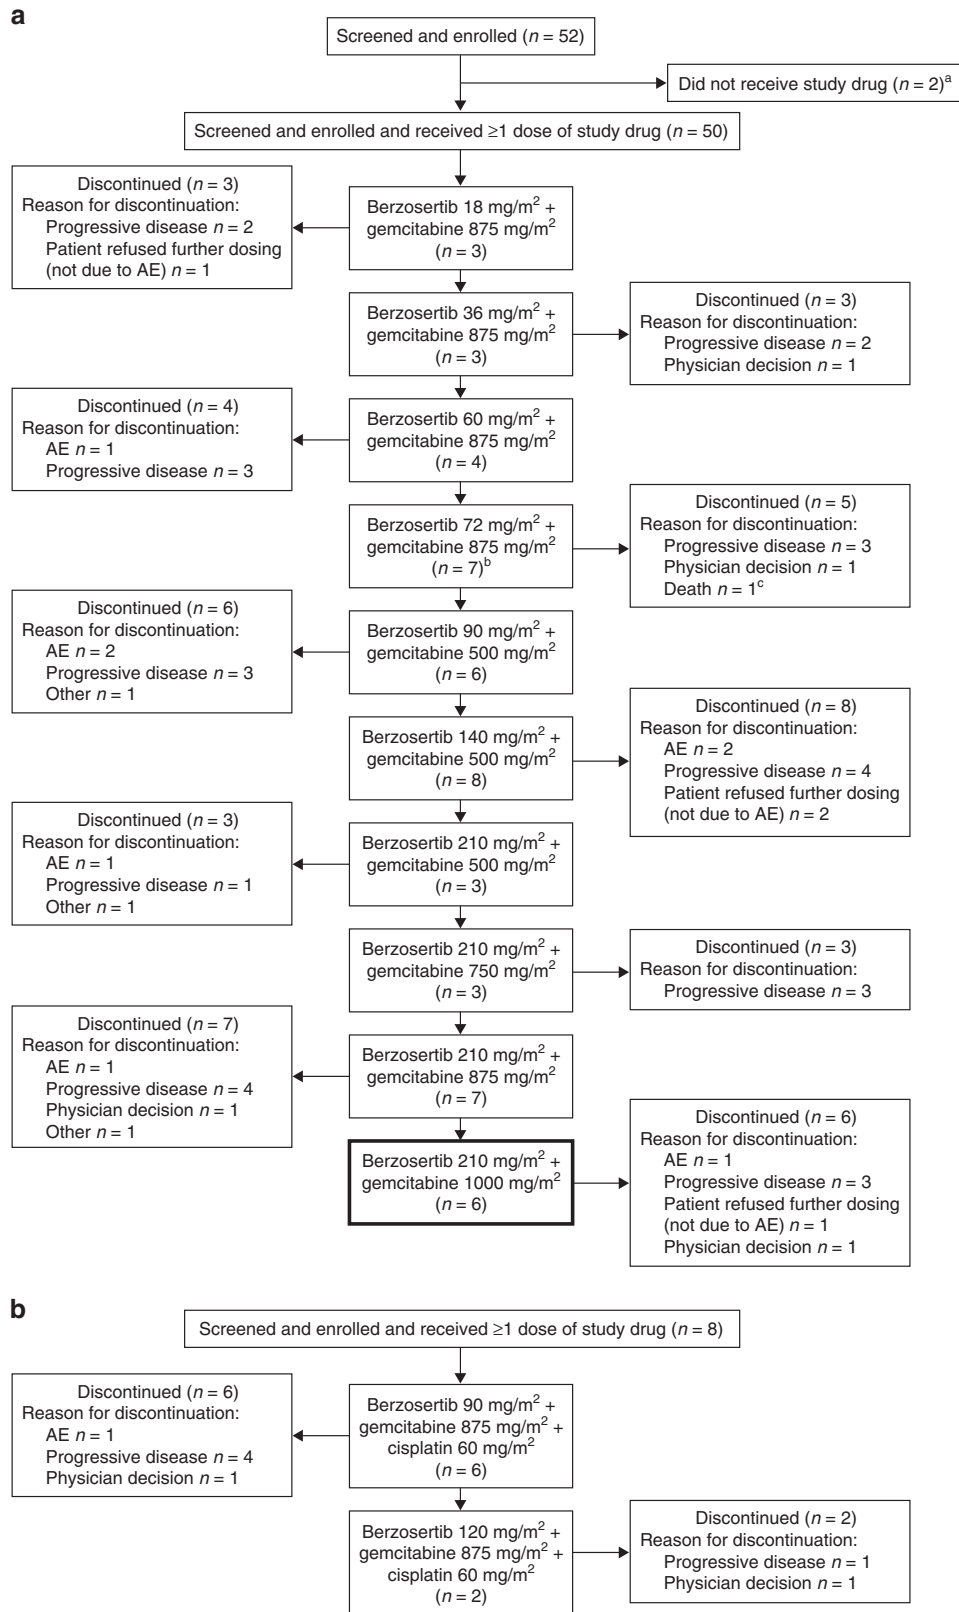 a
Screened and enrolled (n = 52)
Did not receive study drug (n = 2)a
Screened and enrolled and received ≥1 dose of study drug (n = 50)
Discontinued (n = 3)
Reason for discontinuation:
Progressive disease n = 2
Patient refused further dosing
(not due to AE) n = 1
Berzosertib 18 mg/m2 +
gemcitabine 875 mg/m2
(n = 3)
Berzosertib 36 mg/m2 +
gemcitabine 875 mg/m2
(n = 3)
Discontinued (n = 3)
Reason for discontinuation:
Progressive disease n = 2
Physician decision n = 1
Discontinued (n = 4)
Reason for discontinuation:
AE n = 1
Progressive disease n = 3
Berzosertib 60 mg/m2 +
gemcitabine 875 mg/m2
(n = 4)
Berzosertib 72 mg/m2 +
gemcitabine 875 mg/m2
(n = 7)b
Discontinued (n = 5)
Reason for discontinuation:
Progressive disease n = 3
Physician decision n = 1
Death n = 1c
Discontinued (n = 6)
Reason for discontinuation:
AE n = 2
Progressive disease n = 3
Other n = 1
Berzosertib 90 mg/m2 +
gemcitabine 500 mg/m2
(n = 6)
Berzosertib 140 mg/m2 +
gemcitabine 500 mg/m2
(n = 8)
Discontinued (n = 8)
Reason for discontinuation:
AE n = 2
Progressive disease n = 4
Patient refused further dosing
(not due to AE) n = 2
Discontinued (n = 3)
Reason for discontinuation:
AE n = 1
Progressive disease n = 1
Other n = 1
Berzosertib 210 mg/m2 +
gemcitabine 500 mg/m2
(n = 3)
Berzosertib 210 mg/m2 +
gemcitabine 750 mg/m2
(n = 3)
Discontinued (n = 3)
Reason for discontinuation:
Progressive disease n = 3
Discontinued (n = 7)
Reason for discontinuation:
AE n = 1
Progressive disease n = 4
Physician decision n = 1
Other n = 1
Berzosertib 210 mg/m2 +
gemcitabine 875 mg/m2
(n = 7)
Berzosertib 210 mg/m2 +
gemcitabine 1000 mg/m2
(n = 6)
Discontinued (n = 6)
Reason for discontinuation:
AE n = 1
Progressive disease n = 3
Patient refused further dosing
(not due to AE) n = 1
Physician decision n = 1
b
Screened and enrolled and received ≥1 dose of study drug (n = 8)
Discontinued (n = 6)
Reason for discontinuation:
AE n = 1
Progressive disease n = 4
Physician decision n = 1
Berzosertib 90 mg/m2 +
gemcitabine 875 mg/m2 +
cisplatin 60 mg/m2
(n = 6)
Berzosertib 120 mg/m2 +
gemcitabine 875 mg/m2 +
cisplatin 60 mg/m2
(n = 2)
Discontinued (n = 2)
Reason for discontinuation:
Progressive disease n = 1
Physician decision n = 1